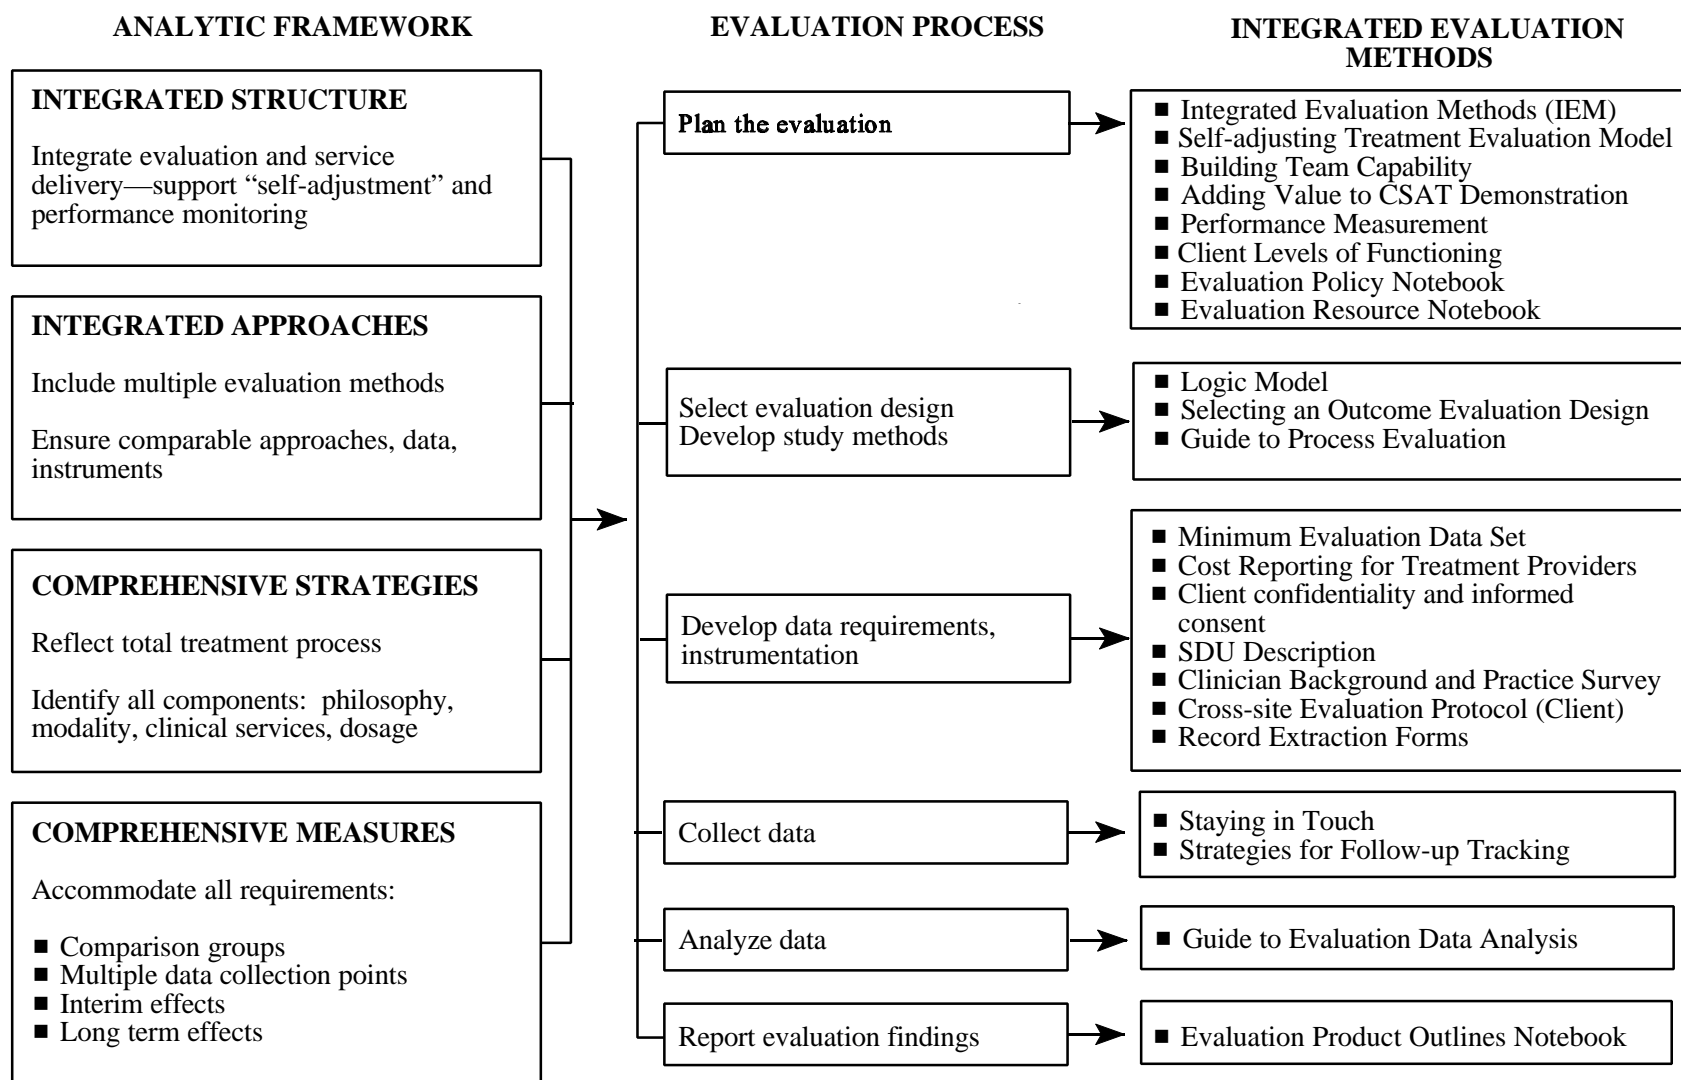 ANALYTIC FRAMEWORK
INTEGRATED STRUCTURE
Integrate evaluation and service
delivery—support “self-adjustment” and
performance monitoring
INTEGRATED APPROACHES
Include multiple evaluation methods
Ensure comparable approaches, data,
instruments
COMPREHENSIVE STRATEGIES
Reflect total treatment process
Identify all components:  philosophy,
modality, clinical services, dosage
COMPREHENSIVE MEASURES
Accommodate all requirements:
■ Comparison groups
■ Multiple data collection points
■ Interim effects
■ Long term effects
EVALUATION PROCESS
Plan the evaluation
Select evaluation design
Develop study methods
Develop data requirements,
instrumentation
Collect data
Analyze data
Report evaluation findings
INTEGRATED EVALUATION
METHODS
■ Integrated Evaluation Methods (IEM)
■ Self-adjusting Treatment Evaluation Model
■ Building Team Capability
■ Adding Value to CSAT Demonstration
■ Performance Measurement
■ Client Levels of Functioning
■ Evaluation Policy Notebook
■ Evaluation Resource Notebook
■ Logic Model
■ Selecting an Outcome Evaluation Design
■ Guide to Process Evaluation
■ Minimum Evaluation Data Set
■ Cost Reporting for Treatment Providers
■ Client confidentiality and informed
consent
■ SDU Description
■ Clinician Background and Practice Survey
■ Cross-site Evaluation Protocol (Client)
■ Record Extraction Forms
■ Staying in Touch
■ Strategies for Follow-up Tracking
■ Guide to Evaluation Data Analysis
■ Evaluation Product Outlines Notebook